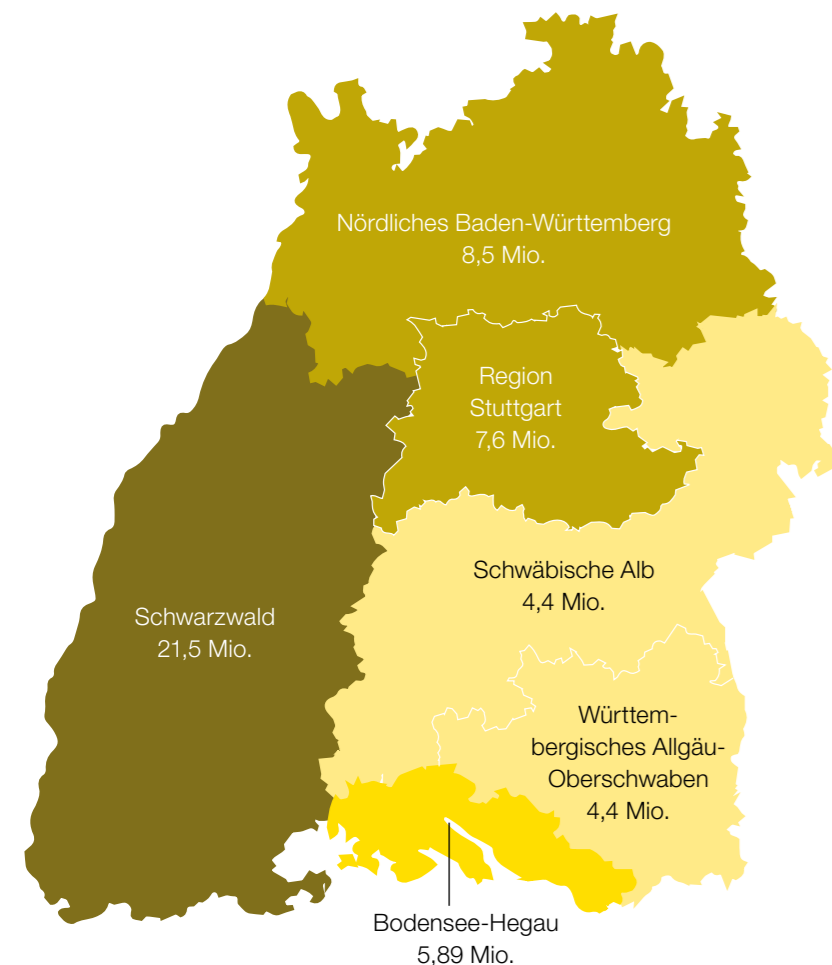 Nördliches Baden-Württemberg
8,5 Mio.
Region
Stuttgart
7,6 Mio.
Schwäbische Alb
4,4 Mio.
Schwarzwald
21,5 Mio.
Württem-
bergisches Allgäu-
Oberschwaben
4,4 Mio.
Bodensee-Hegau
5,89 Mio.